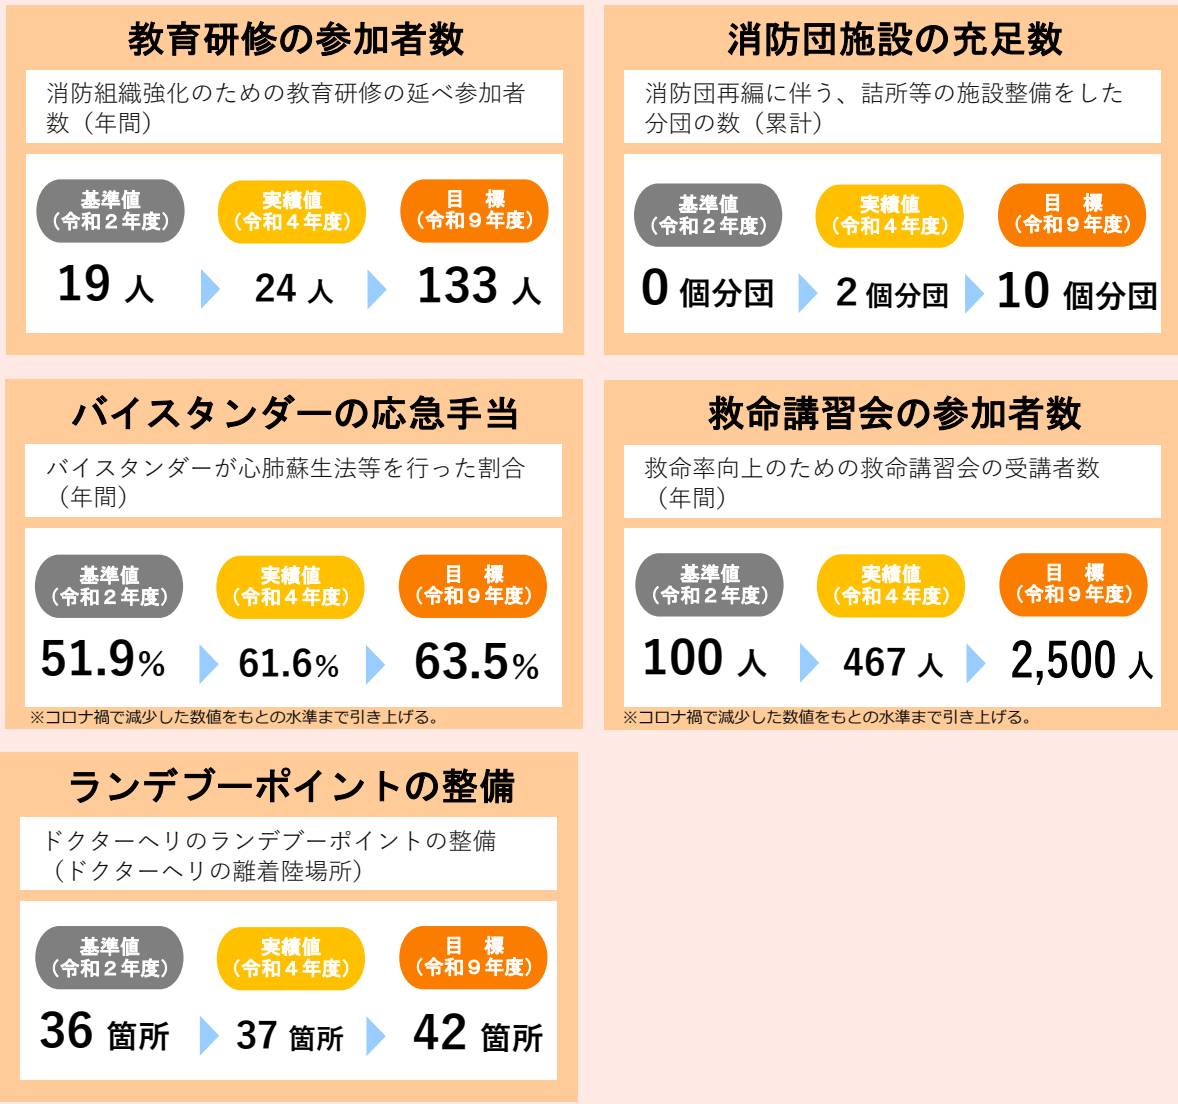 教育研修の参加者数
消防組織強化のための教育研修の延べ参加者
数（年間）
基準値
（令和２年度）
実績値
（令和４年度）
目　標
（令和９年度）
19 人
24 人
133 人
消防団施設の充足数
消防団再編に伴う、詰所等の施設整備をした
分団の数（累計）
基準値
（令和２年度）
実績値
（令和４年度）
目　標
（令和９年度）
0 個分団
2 個分団
10 個分団
バイスタンダーの応急手当
バイスタンダーが心肺蘇生法等を行った割合
（年間）
基準値
（令和２年度）
実績値
（令和４年度）
目　標
（令和９年度）
51.9%
61.6%
63.5%
※コロナ禍で減少した数値をもとの水準まで引き上げる。
救命講習会の参加者数
救命率向上のための救命講習会の受講者数
（年間）
基準値
（令和２年度）
実績値
（令和４年度）
目　標
（令和９年度）
100 人
467 人
2,500 人
※コロナ禍で減少した数値をもとの水準まで引き上げる。
ランデブーポイントの整備
ドクターヘリのランデブーポイントの整備
（ドクターヘリの離着陸場所）
基準値
（令和２年度）
実績値
（令和４年度）
目　標
（令和９年度）
36 箇所
37 箇所
42 箇所